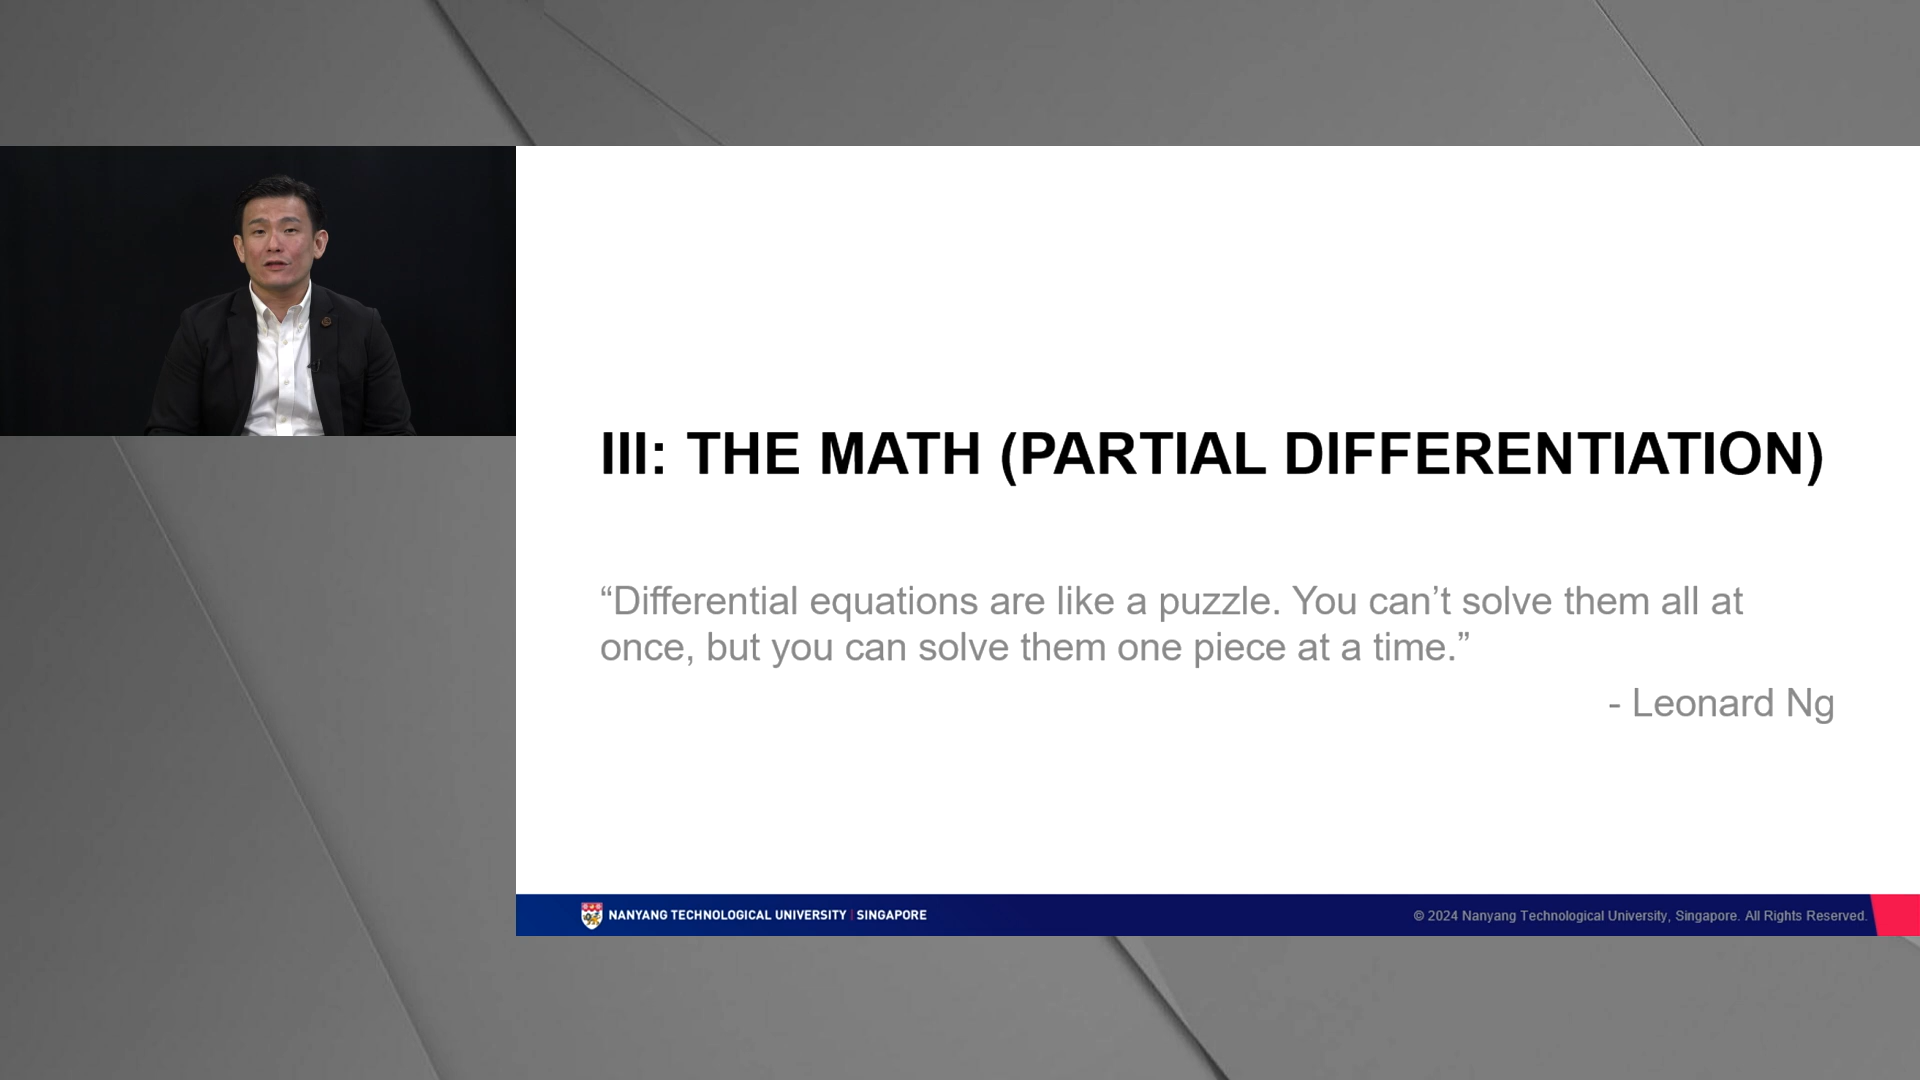 III: THE MATH (PARTIAL DIFFERENTIATION)
“Differential equations are like a puzzle. You can’t solve them all at
once, but you can solve them one piece at a time.”
- Leonard Ng
NANYANG TECHNOLOGICAL UNIVERSITY | SINGAPORE
© 2024 Nanyang Technological University, Singapore. All Rights Reserved.